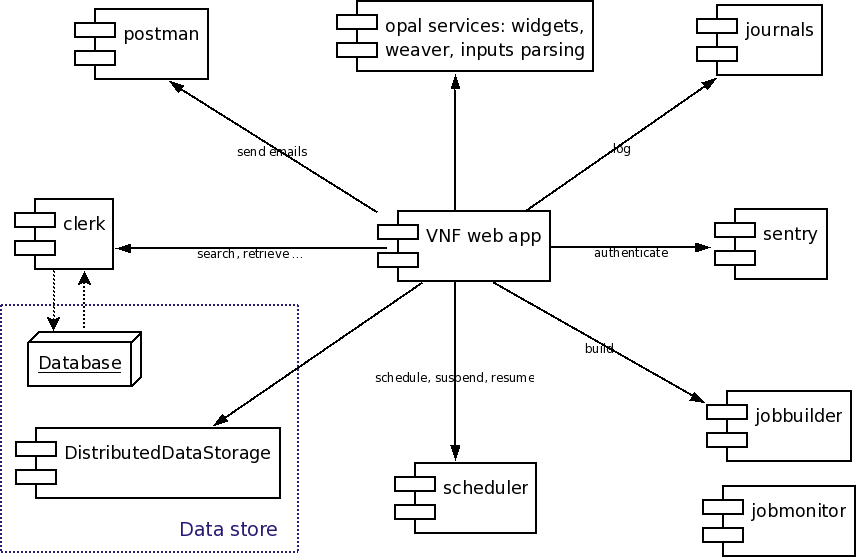 postman
opal services: widgets,
weaver, inputs parsing
journals
send emails
log
clerk
VNF web app
sentry
search, retrieve ...
authenticate
Database
build
schedule, suspend, resume
jobbuilder
DistributedDataStorage
scheduler
jobmonitor
Data store